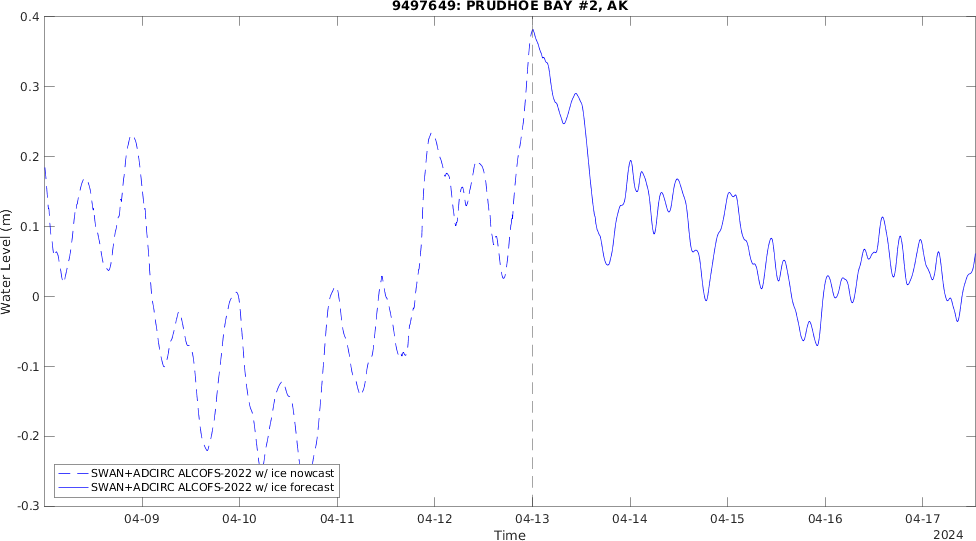 9497649: PRUDHOE BAY #2, AK
0.4
0.3
0.2
0.1
0
-0.1
-0.2
-0.3
Water Level (m)
SWAN+ADCIRC ALCOFS-2022 w/ ice nowcast
SWAN+ADCIRC ALCOFS-2022 w/ ice forecast
04-09 04-10 04-11 04-12 04-13 04-14 04-15 04-16 04-17
Time
2024